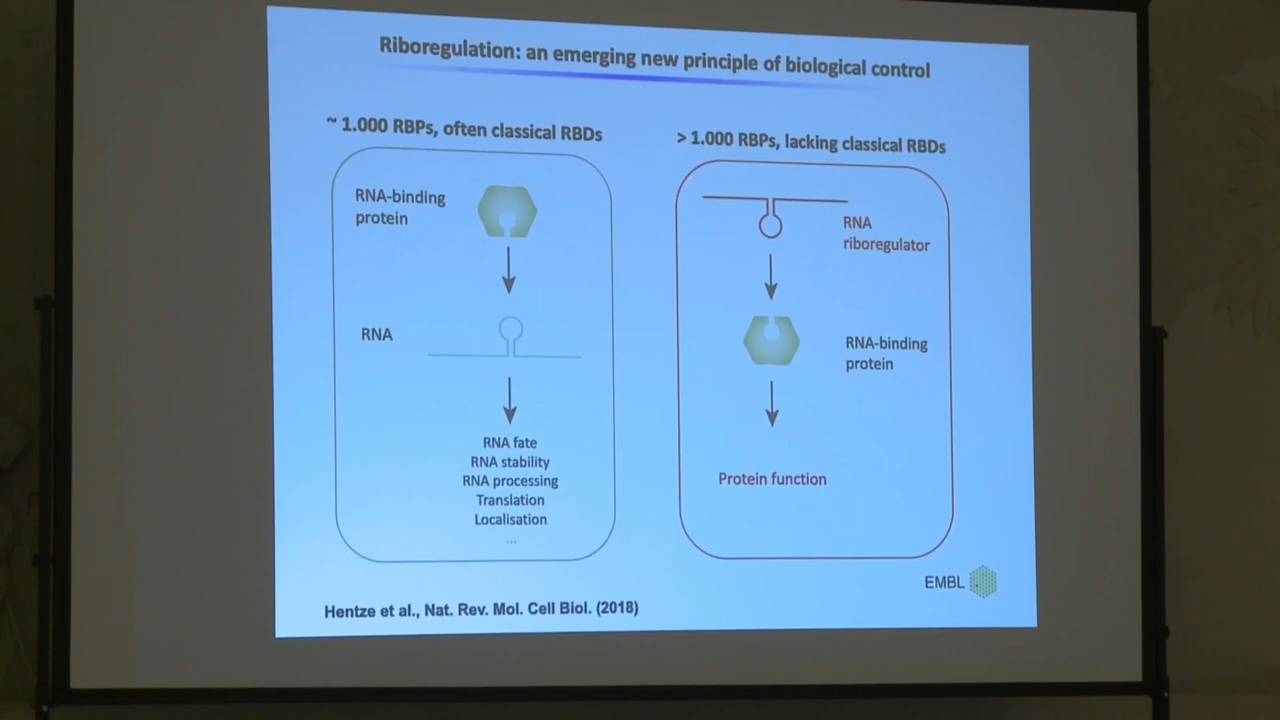 Riboregulation: an emerging new principle of biological control
~ 1.000 RBPs, often classical RBDs
RNA-binding
protein
RNA
RNA fate
RNA stability
RNA processing
Translation
Localisation
...
> 1.000 RBPs, lacking classical RBDs
RNA
riboregulator
RNA-binding
protein
Protein function
EMBL
Hentze et al., Nat. Rev. Mol. Cell Biol. (2018)